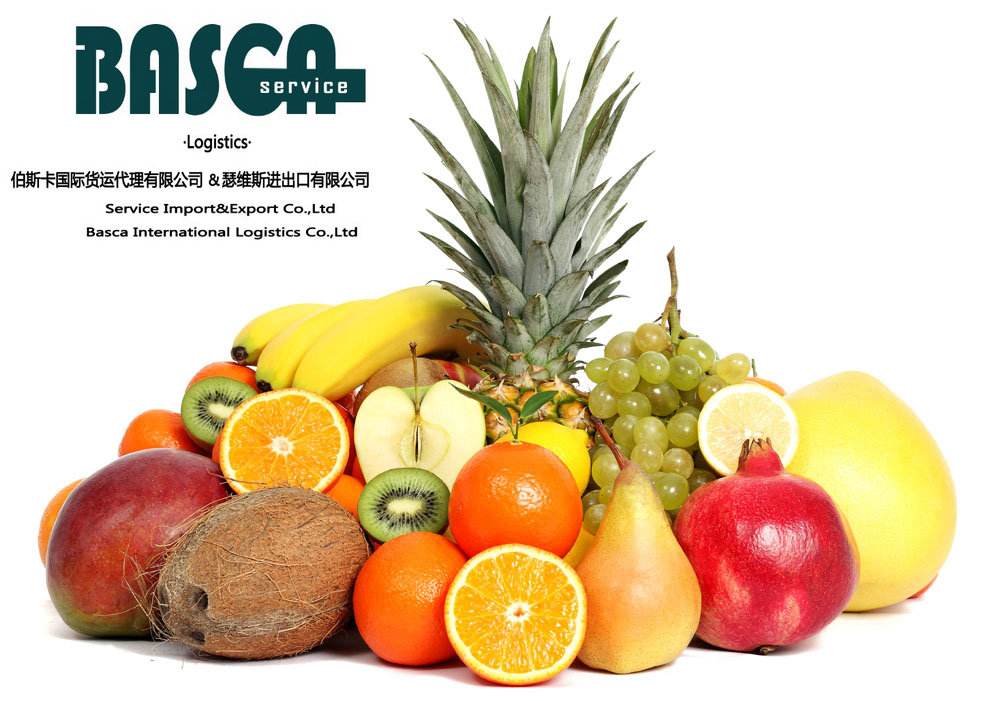 BASCA
service
·Logistics·
伯斯卡国际货运代理有限公司 &瑟维斯进出口有限公司
Service Import&Export Co.,Ltd
Basca International Logistics Co.,Ltd